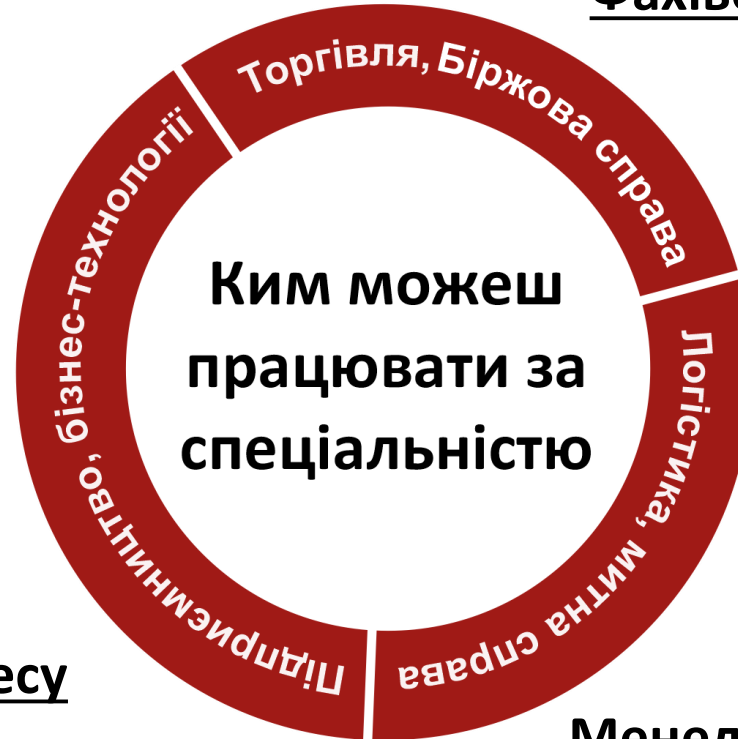 Торгівля, Біржова справа
Логістика, митна справа
Підприємництво, бізнес-технології
Ким можеш
працювати за
спеціальністю